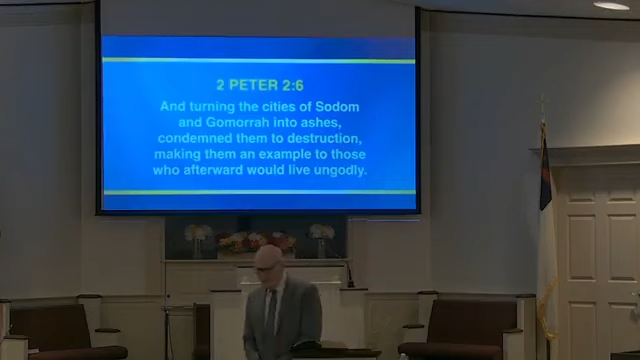 2 PETER 2:6
And turning the cities of Sodom
and Gomorrah into ashes,
condemned them to destruction,
making them an example to those
who afterward would live ungodly.